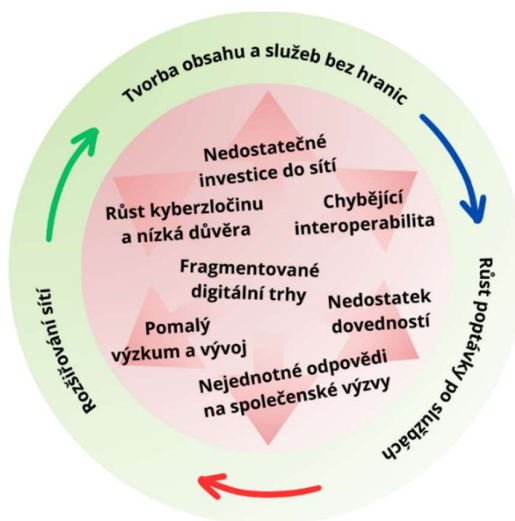 Tvorba obsahu a služeb bez hranic
Nedostatečné
investice do sítí
Růst kyberzločinu
a nízká důvěra
Chybějící
interoperabilita
Fragmentované
digitální trhy
Nedostatek
dovedností
Pomalý
výzkum a vývoj
Nejednotné odpovědi
na společenské výzvy
Růst poptávky po službách
Rozšiřování sítí